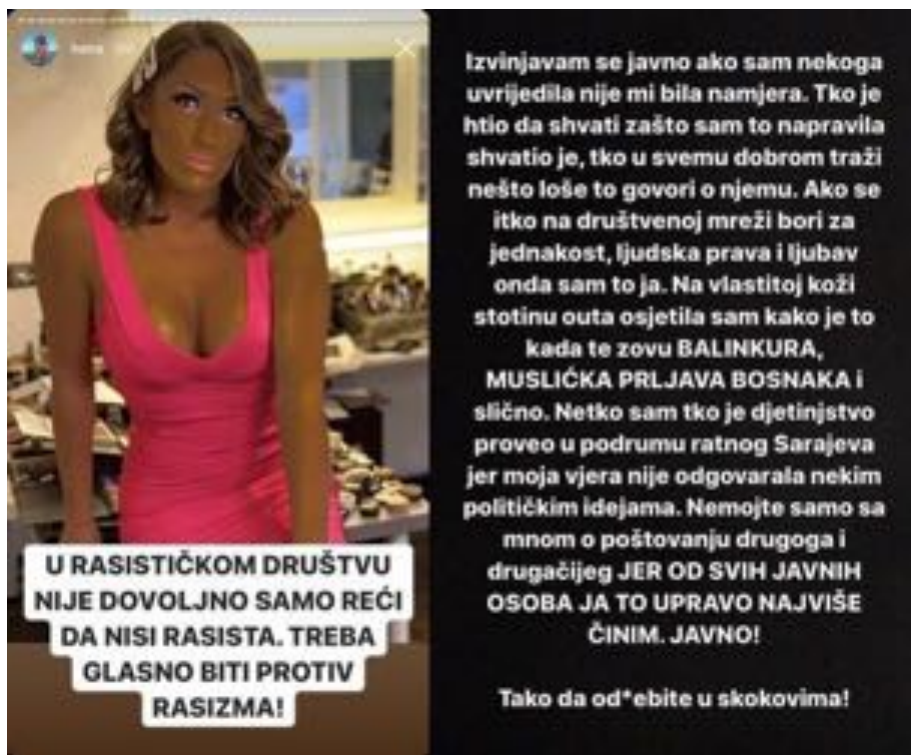 U RASISTIČKOM DRUŠTVU
NIJE DOVOLJNO SAMO REĆI
DA NISI RASISTA. TREBA
GLASNO BITI PROTIV
RASIZMA!
Izvinjavam se javno ako sam nekoga
uvrijedila nije mi bila namjera. Tko je
htio da shvati zašto sam to napravila
shvatio je, tko u svemu dobrom traži
nešto loše to govori o njemu. Ako se
itko na društvenoj mreži bori za
jednakost, ljudska prava i ljubav
onda sam to ja. Na vlastitoj koži
stotinu outa osjetila sam kako je to
kada te zovu BALINKURA,
MUSLIĆKA PRLJAVA BOSNAKA i
slično. Netko sam tko je djetinjstvo
proveo u podrumu ratnog Sarajeva
jer moja vjera nije odgovarala nekim
političkim idejama. Nemojte samo sa
mnom o poštovanju drugoga i
drugačijeg JER OD SVIH JAVNIH
OSOBA JA TO UPRAVO NAJVIŠE
ČINIM. JAVNO!
Tako da od*ebite u skokovima!